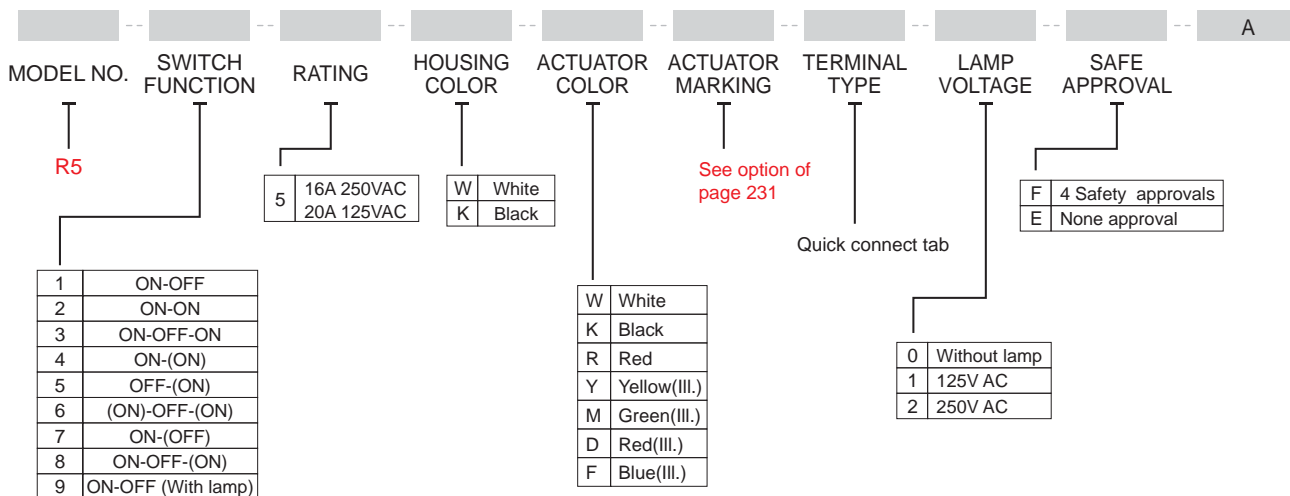 A
MODEL NO.
SWITCH
FUNCTION
RATING
HOUSING
COLOR
ACTUATOR
COLOR
ACTUATOR
MARKING
TERMINAL
TYPE
LAMP
VOLTAGE
SAFE
APPROVAL
R5
5 16A 250VAC
20A 125VAC
W White
K Black
See option of
page 231
Quick connect tab
F 4 Safety approvals
E None approval
1 ON-OFF
2 ON-ON
3 ON-OFF-ON
4 ON-(ON)
5 OFF-(ON)
6 (ON)-OFF-(ON)
7 ON-(OFF)
8 ON-OFF-(ON)
9 ON-OFF (With lamp)
W White
K Black
R Red
Y Yellow(Ill.)
M Green(Ill.)
D Red(Ill.)
F Blue(Ill.)
0 Without lamp
1 125V AC
2 250V AC